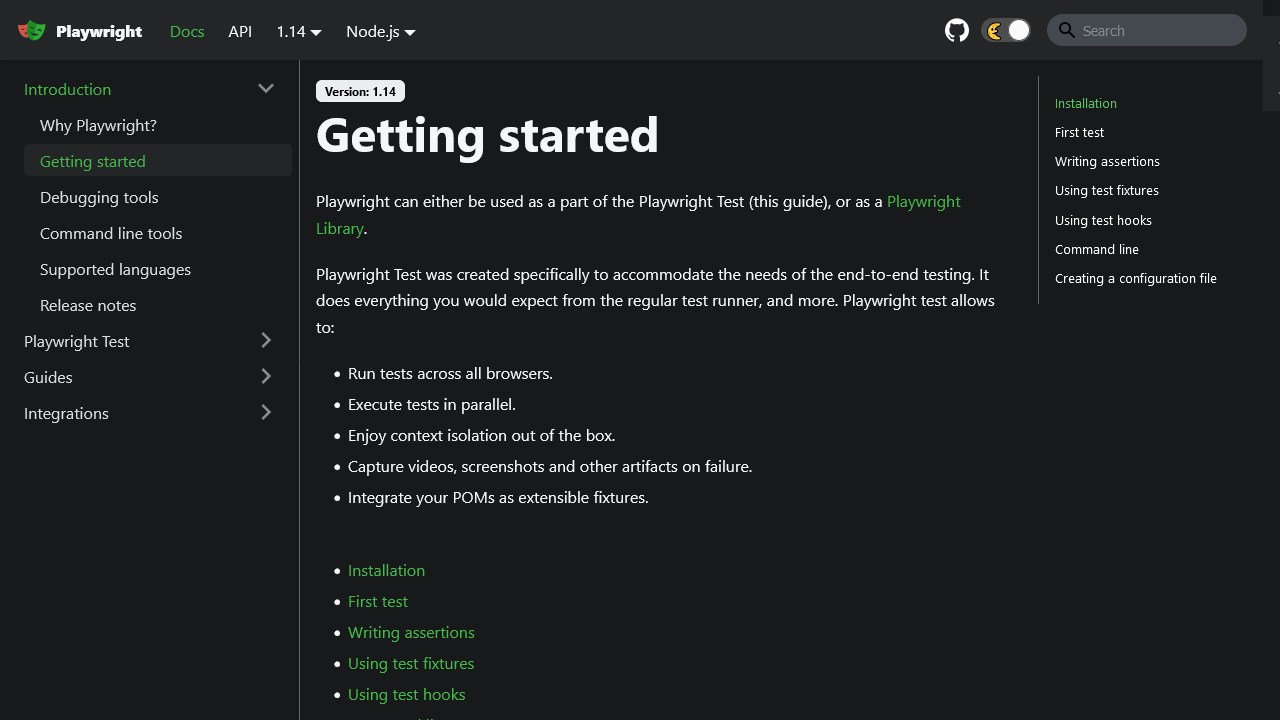 Playwright
Docs
API
1.14
Node.js
Search
Introduction
Why Playwright?
Getting started
Debugging tools
Command line tools
Supported languages
Release notes
Playwright Test
Guides
Integrations
Version: 1.14
Getting started
Playwright can either be used as a part of the Playwright Test (this guide), or as a Playwright
Library.
Playwright Test was created specifically to accommodate the needs of the end-to-end testing. It
does everything you would expect from the regular test runner, and more. Playwright test allows
to:
• Run tests across all browsers.
• Execute tests in parallel.
• Enjoy context isolation out of the box.
• Capture videos, screenshots and other artifacts on failure.
• Integrate your POMs as extensible fixtures.
• Installation
• First test
• Writing assertions
• Using test fixtures
• Using test hooks
Installation
First test
Writing assertions
Using test fixtures
Using test hooks
Command line
Creating a configuration file